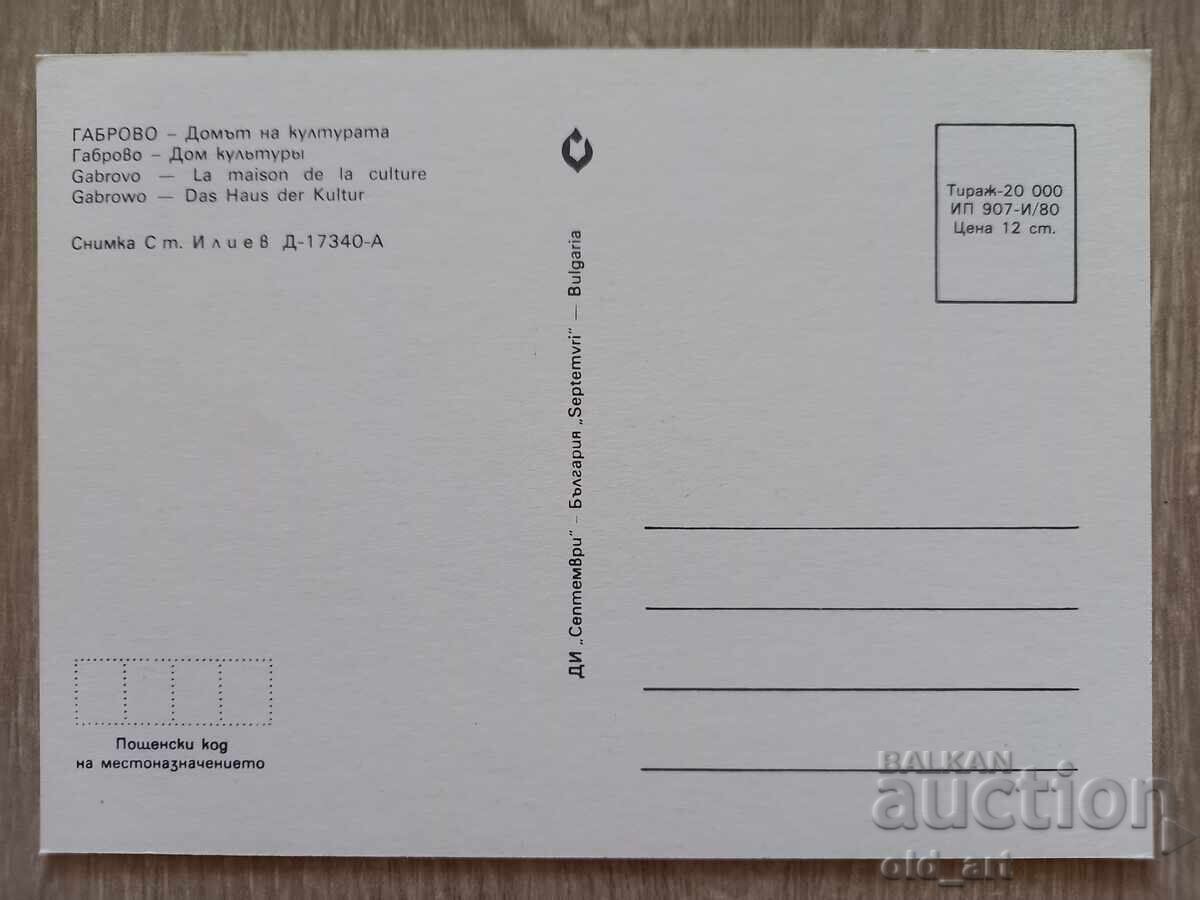 ГАБРОВО – Домът на културата
Габрово – Дом культуры
Gabrovo — La maison de la culture
Gabrowo — Das Haus der Kultur
Снимка Ст. Илиев Д-17340-А
ДИ „Септември" - България „Septemvri" — Bulgaria
Тираж-20 000
ИП 907-И/80
Цена 12 ст.
Пощенски код
на местоназначението
BALKAN
auction
old_art